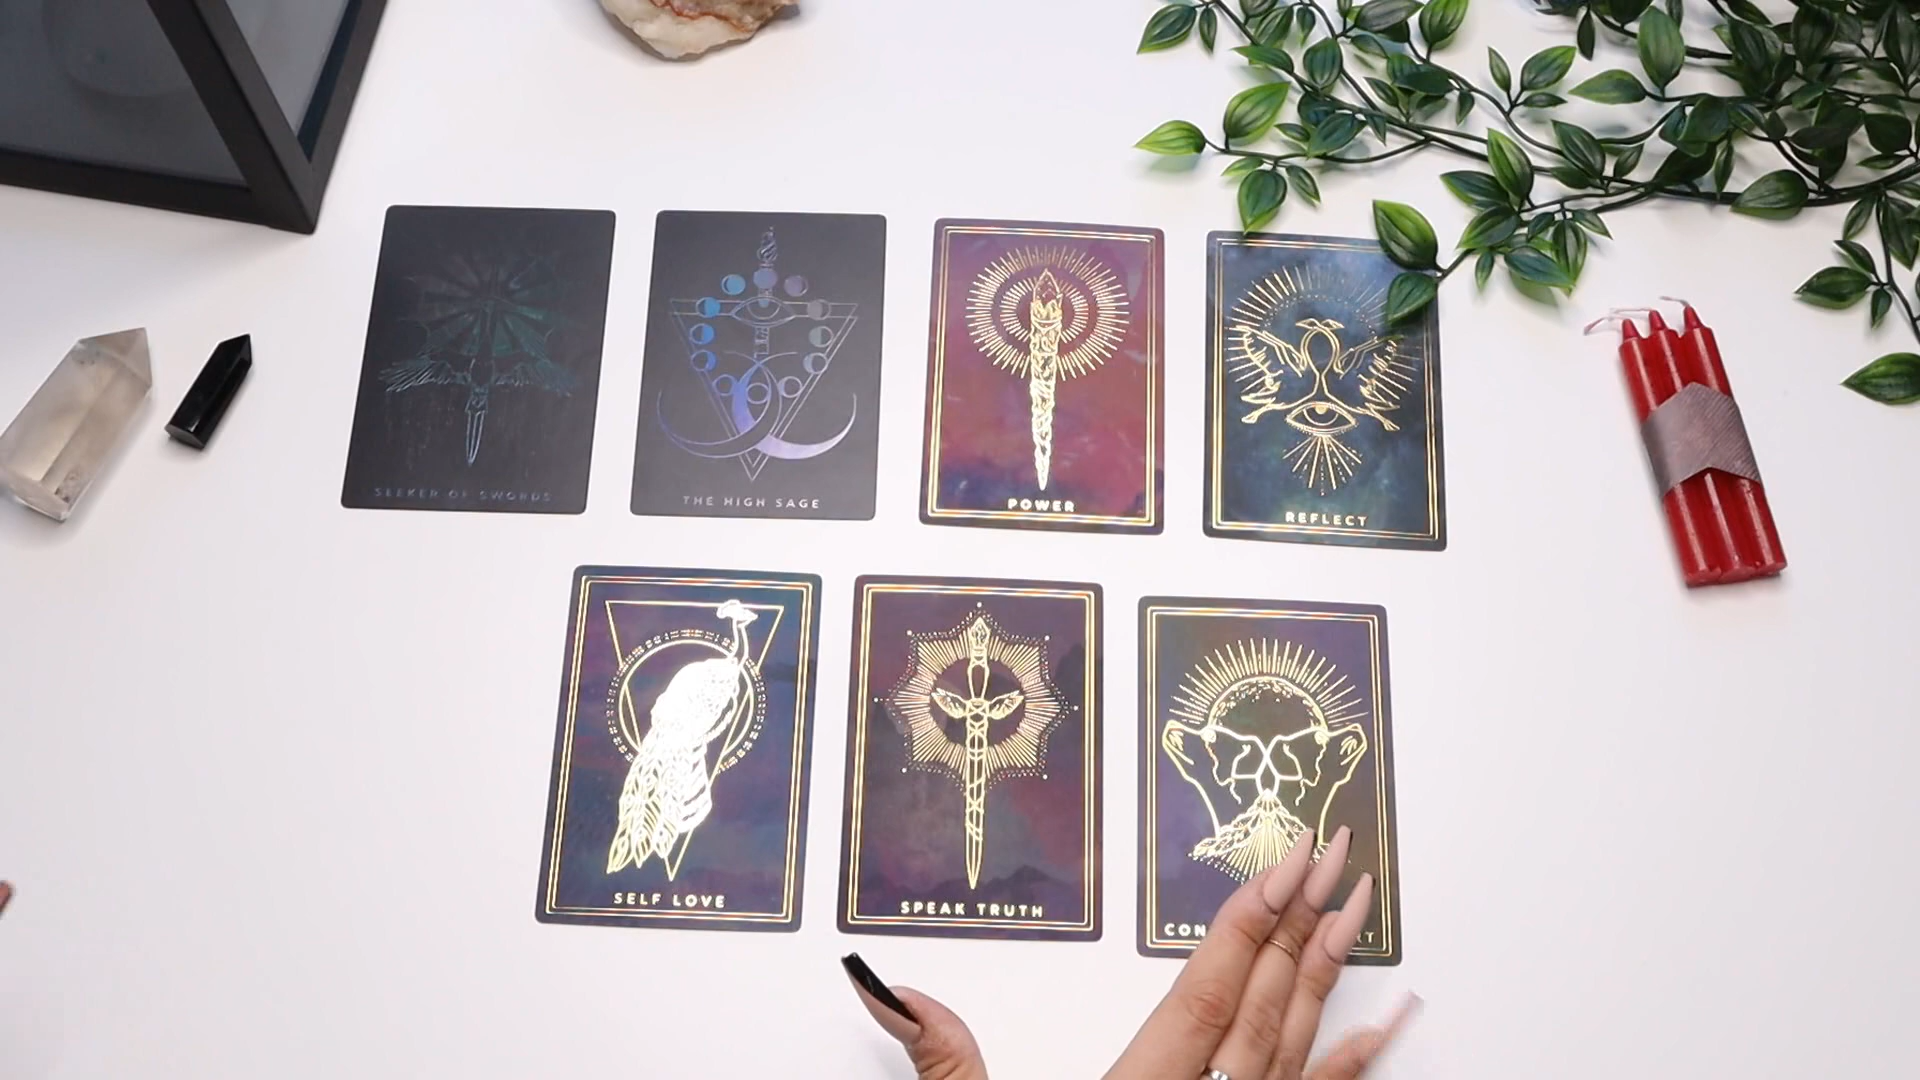 SEEKER OF SWORDS
THE HIGH SAGE
POWER
REFLECT
SELF LOVE
SPEAK TRUTH